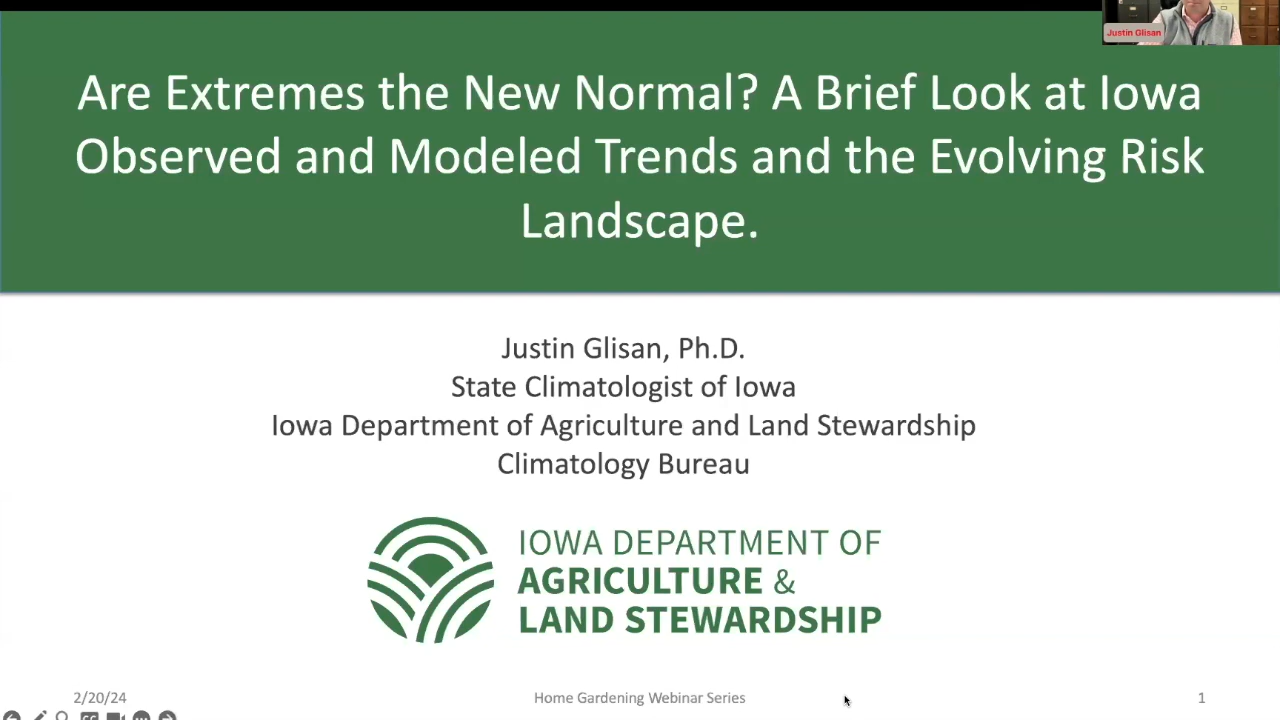 Justin Glisan
Are Extremes the New Normal? A Brief Look at Iowa
Observed and Modeled Trends and the Evolving Risk
Landscape.
Justin Glisan, Ph.D.
State Climatologist of Iowa
Iowa Department of Agriculture and Land Stewardship
Climatology Bureau
IOWA DEPARTMENT OF
AGRICULTURE &
LAND STEWARDSHIP
2/20/24
Home Gardening Webinar Series
1